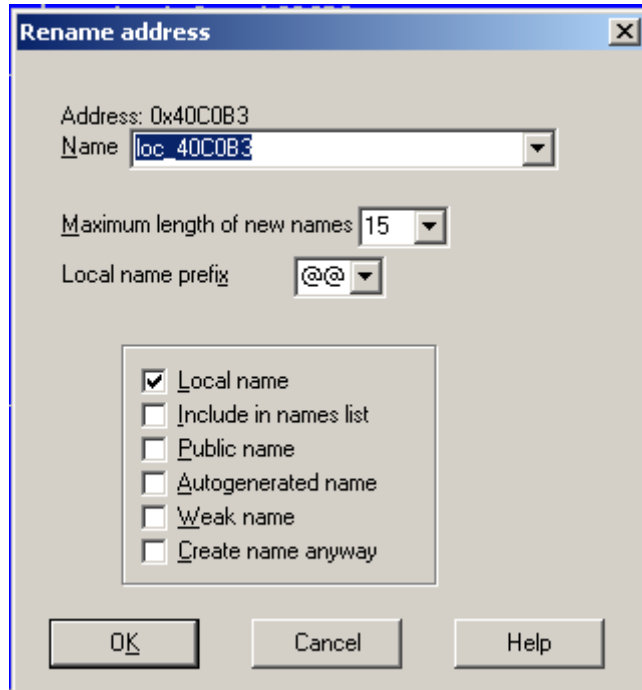 Rename address
Address: 0x40C0B3
Name loc_40C0B3
Maximum length of new names 15
Local name prefix @@
Local name
Include in names list
Public name
Autogenerated name
Weak name
Create name anyway
OK Cancel Help